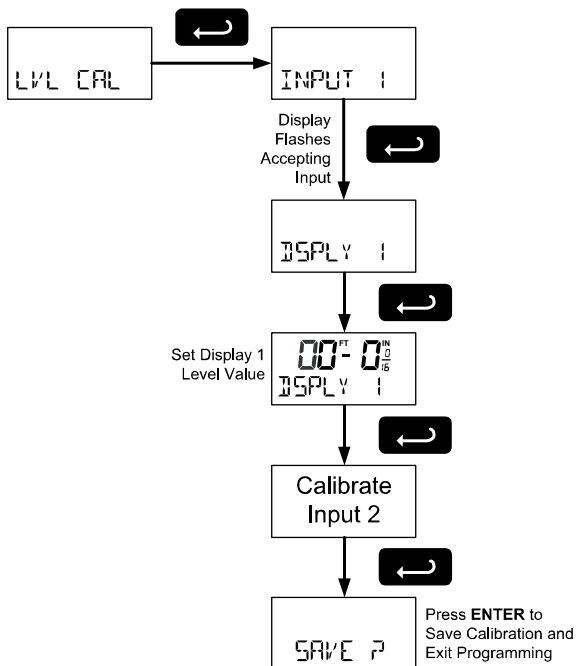 LVL CAL
INPUT 1
Display
Flashes
Accepting
Input
DSPLY 1
Set Display 1
Level Value
00 FT - 0 IN 0/16
DSPLY 1
Calibrate
Input 2
SAVE ?
Press ENTER to
Save Calibration and
Exit Programming